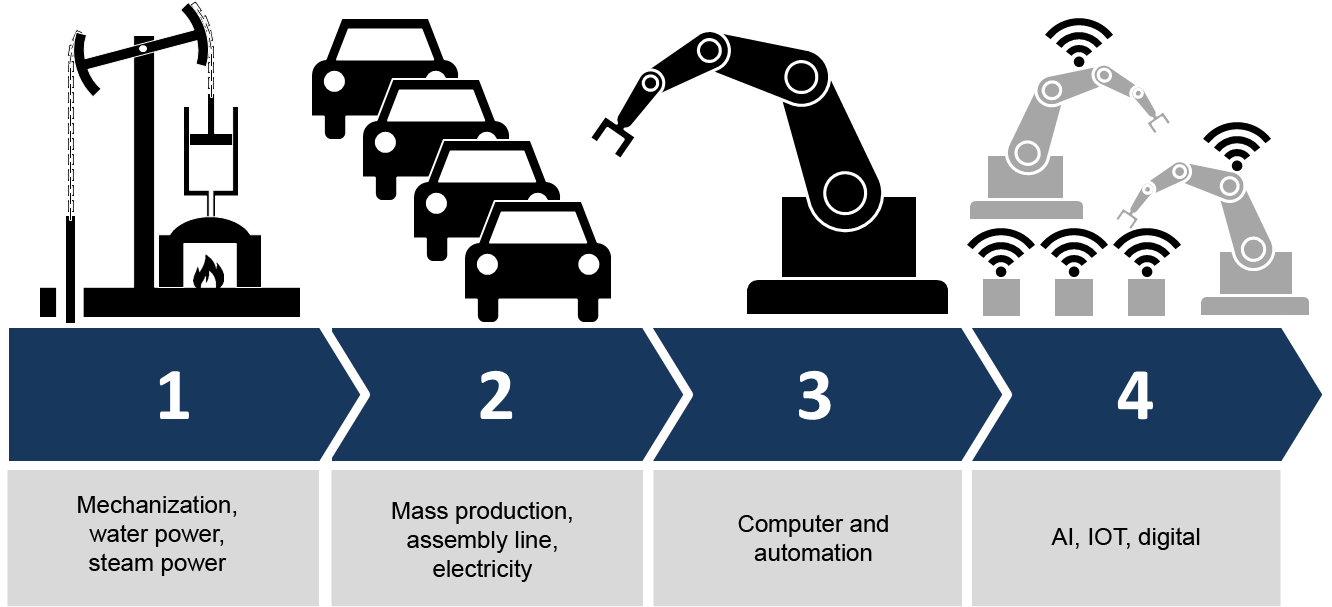 1
2
3
4
Mechanization,
water power,
steam power
Mass production,
assembly line,
electricity
Computer and
automation
AI, IOT, digital